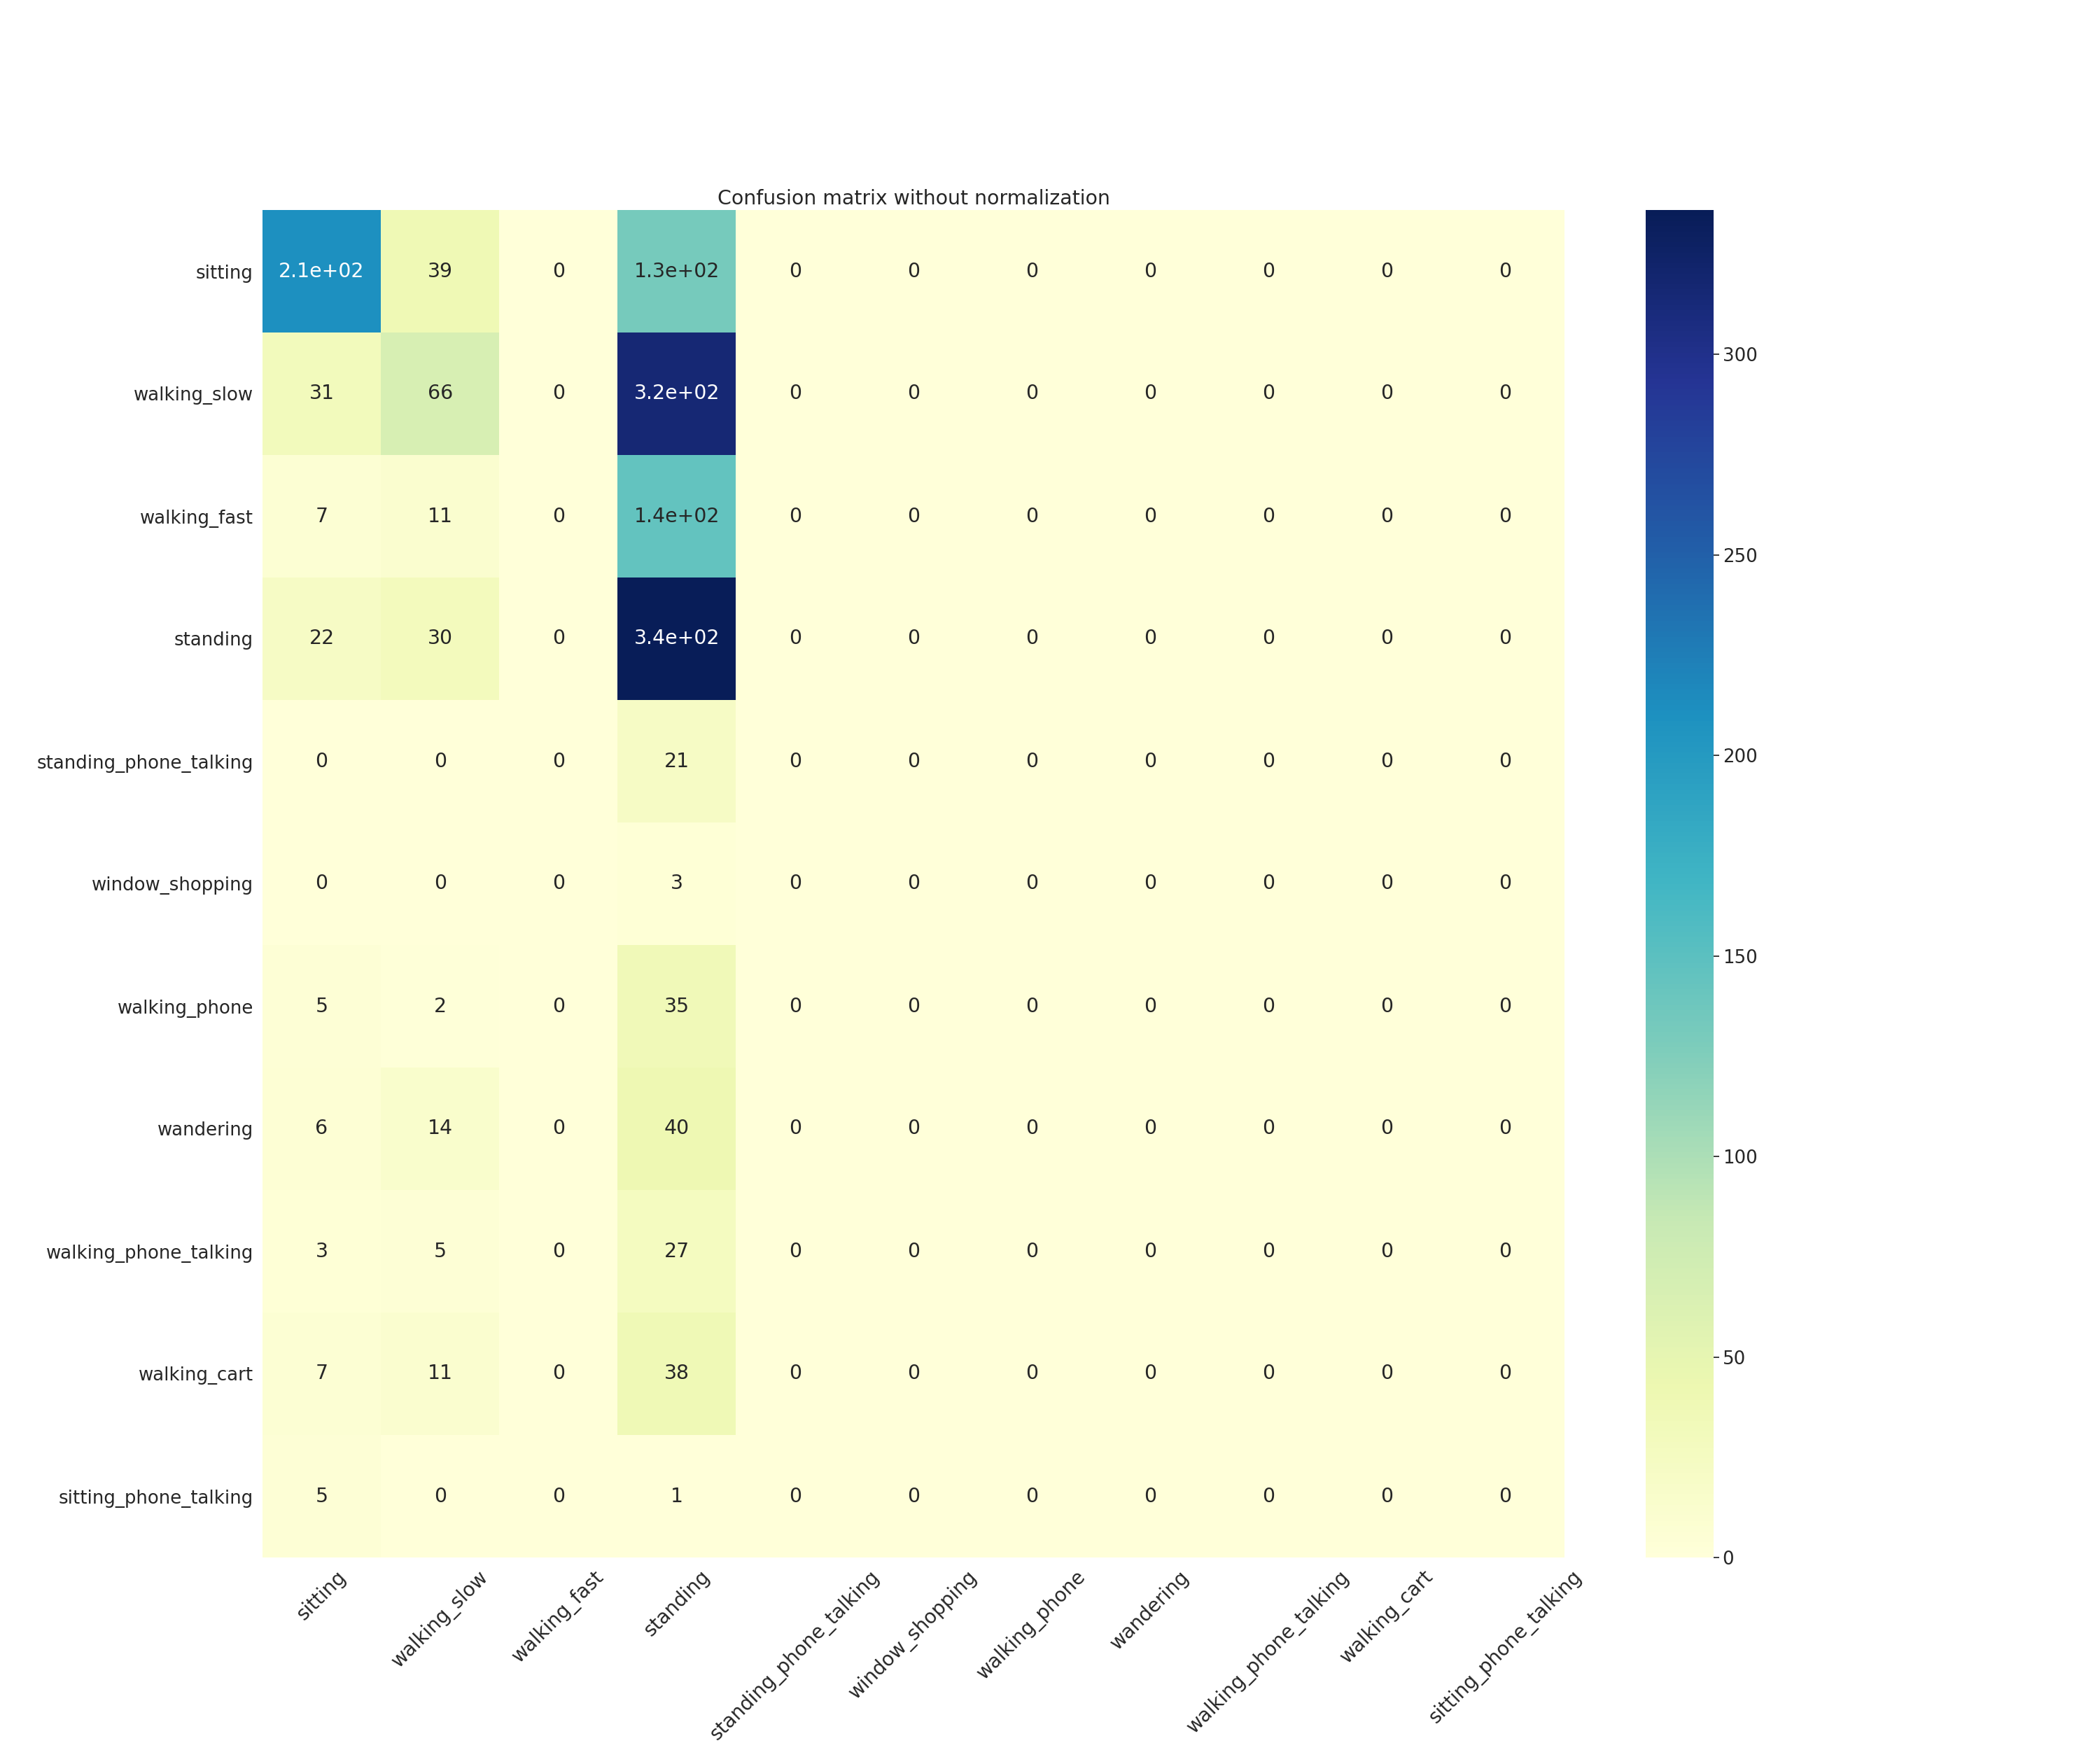 Confusion matrix without normalization
sitting 2.1e+02 39 0 1.3e+02 0 0 0 0 0 0 0
walking_slow 31 66 0 3.2e+02 0 0 0 0 0 0 0
walking_fast 7 11 0 1.4e+02 0 0 0 0 0 0 0
standing 22 30 0 3.4e+02 0 0 0 0 0 0 0
standing_phone_talking 0 0 0 21 0 0 0 0 0 0 0
window_shopping 0 0 0 3 0 0 0 0 0 0 0
walking_phone 5 2 0 35 0 0 0 0 0 0 0
wandering 6 14 0 40 0 0 0 0 0 0 0
walking_phone_talking 3 5 0 27 0 0 0 0 0 0 0
walking_cart 7 11 0 38 0 0 0 0 0 0 0
sitting_phone_talking 5 0 0 1 0 0 0 0 0 0 0
sitting
walking_slow
walking_fast
standing
standing_phone_talking
window_shopping
walking_phone
wandering
walking_phone_talking
walking_cart
sitting_phone_talking
300
250
200
150
100
50
0